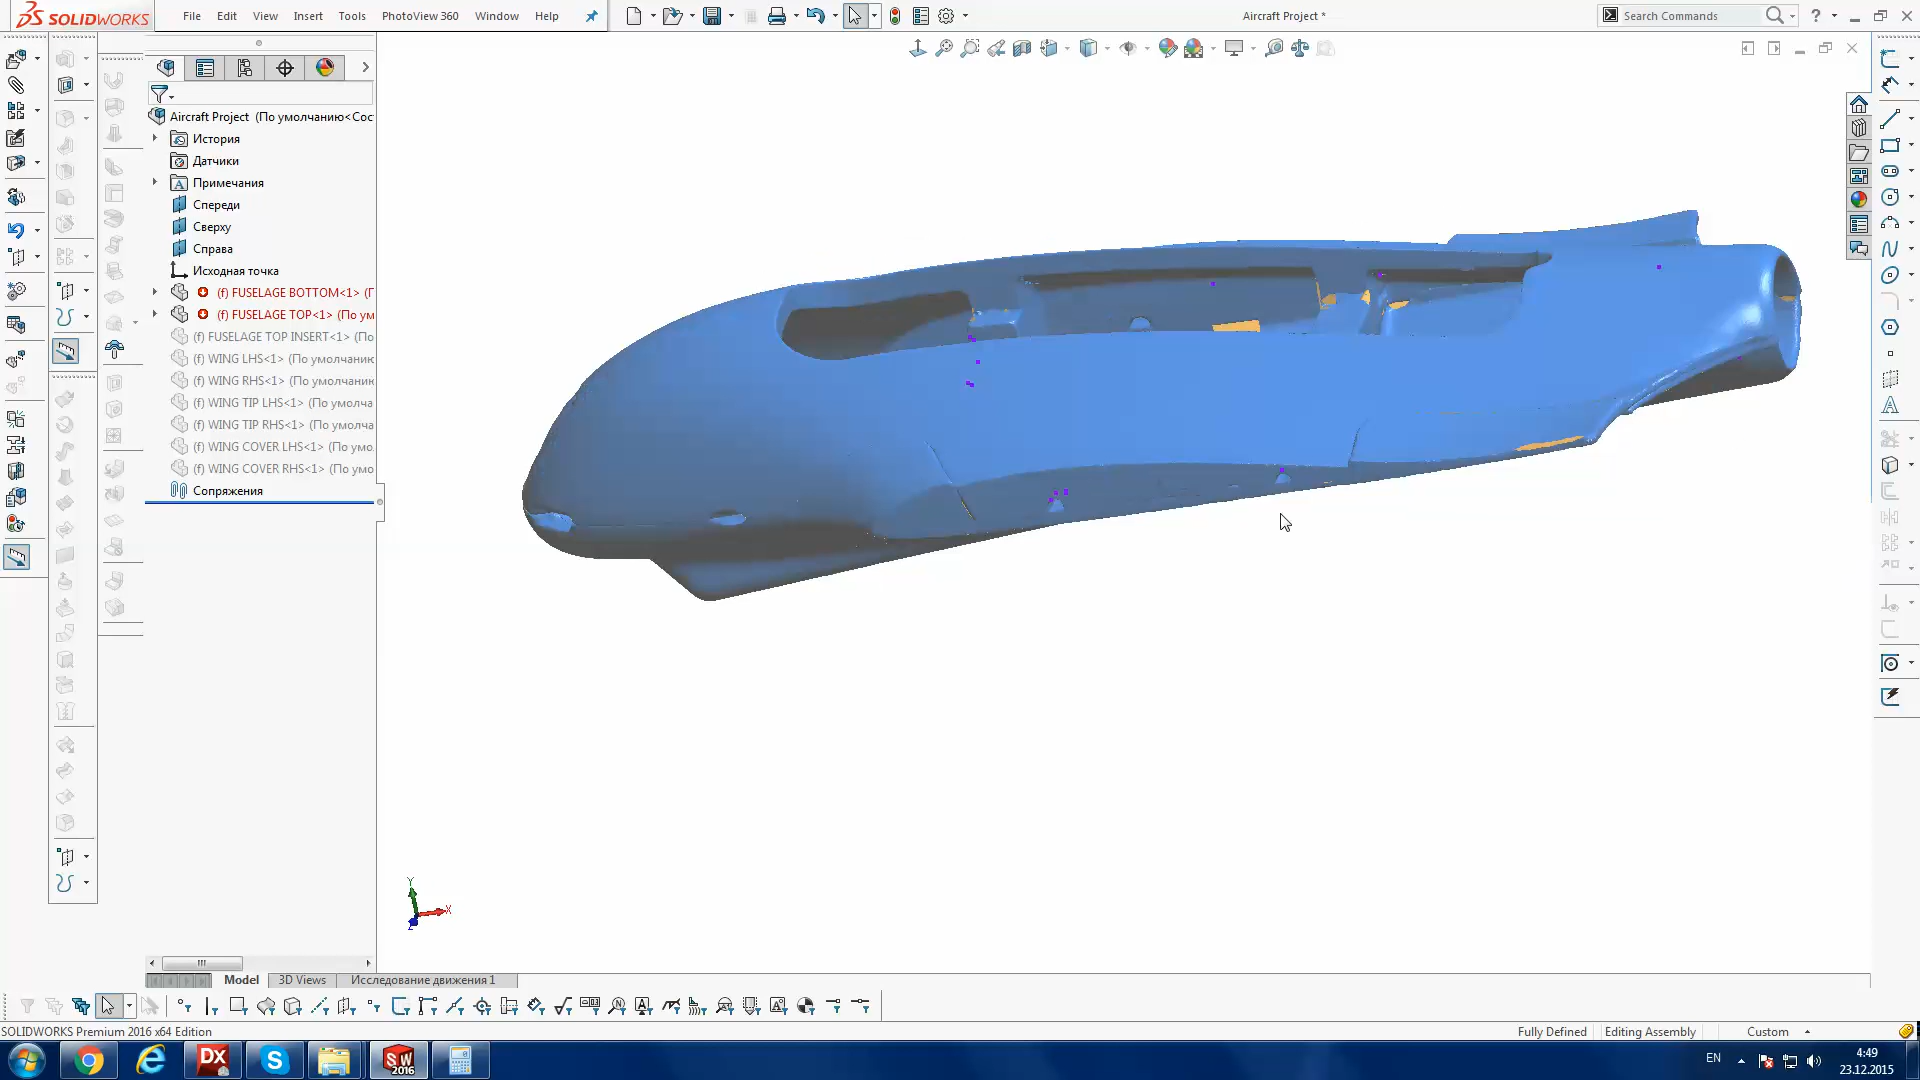 SOLIDWORKS
File Edit View Insert Tools PhotoView 360 Window Help
Aircraft Project *
Search Commands
Aircraft Project (По умолчанию<Сос
История
Датчики
A Примечания
Спереди
Сверху
Справа
Исходная точка
(f) FUSELAGE BOTTOM<1> (Г
(f) FUSELAGE TOP<1> (По ум
(f) FUSELAGE TOP INSERT<1> (По
(f) WING LHS<1> (По умолчанию
(f) WING RHS<1> (По умолчанию
(f) WING TIP LHS<1> (По умолча
(f) WING TIP RHS<1> (По умолча
(f) WING COVER LHS<1> (По умо
(f) WING COVER RHS<1> (По умо
Сопряжения
Y
X
Z
Model 3D Views Исследование движения 1
SOLIDWORKS Premium 2016 x64 Edition
Fully Defined Editing Assembly Custom
DX
SW
2016
EN
4:49
23.12.2015